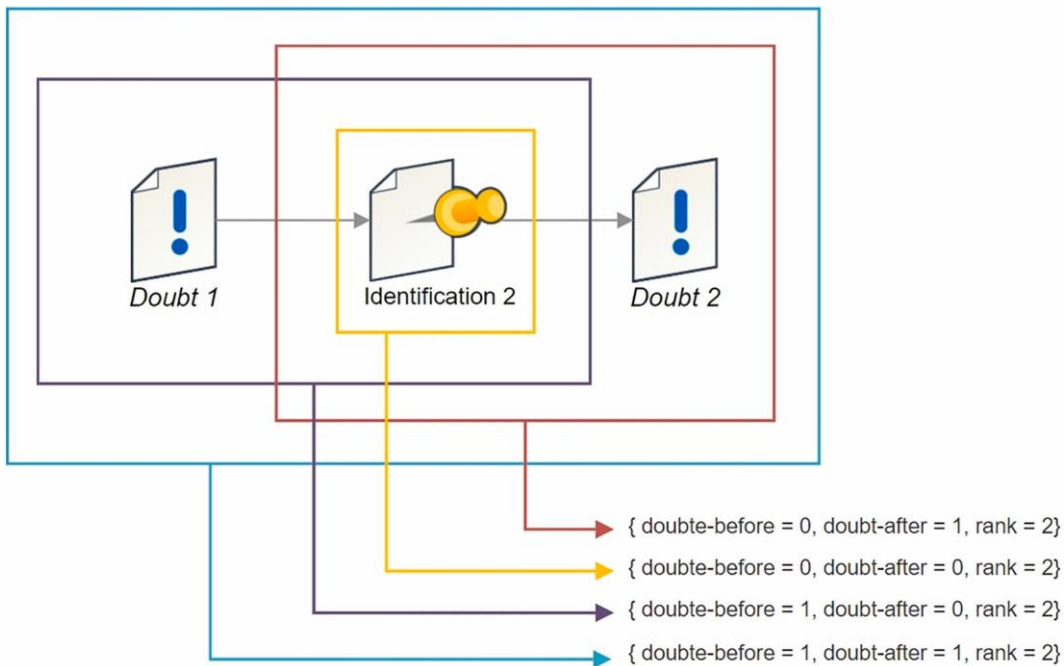 Doubt 1
Identification 2
Doubt 2
{ doubte-before = 0, doubt-after = 1, rank = 2}
{ doubte-before = 0, doubt-after = 0, rank = 2}
{ doubte-before = 1, doubt-after = 0, rank = 2}
{ doubte-before = 1, doubt-after = 1, rank = 2}